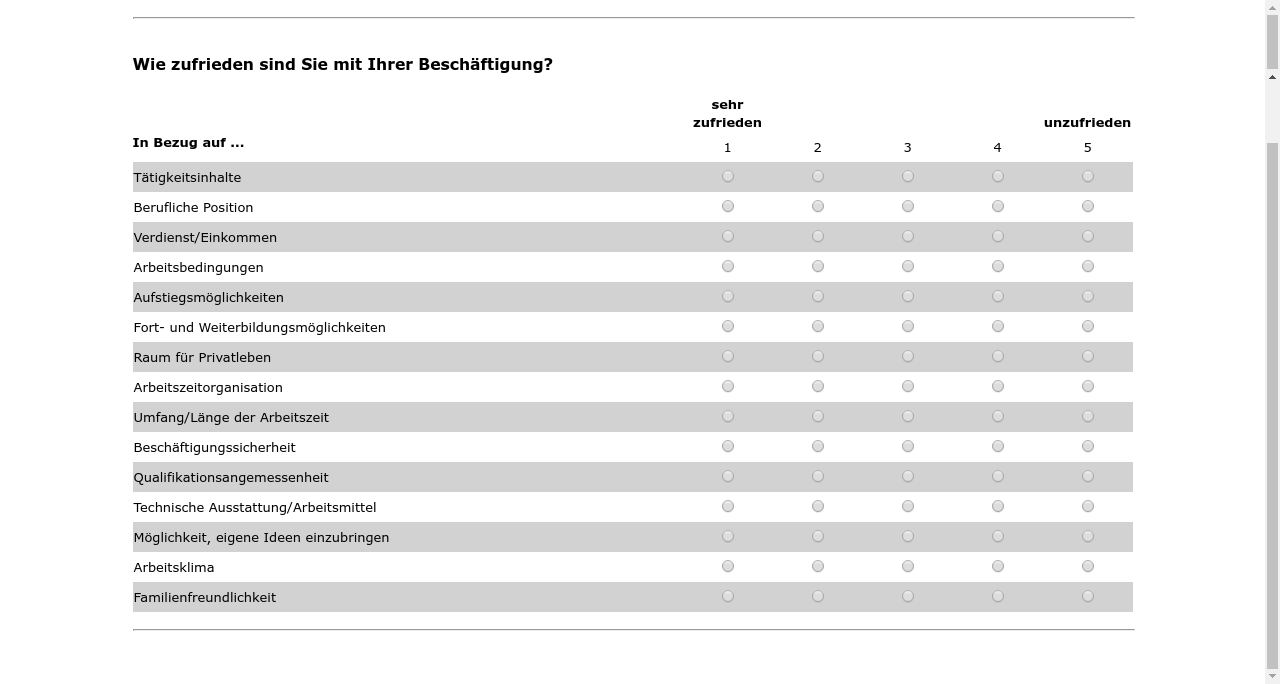 Wie zufrieden sind Sie mit Ihrer Beschäftigung?
sehr
zufrieden
unzufrieden
In Bezug auf ...
1 2 3 4 5
Tätigkeitsinhalte
Berufliche Position
Verdienst/Einkommen
Arbeitsbedingungen
Aufstiegsmöglichkeiten
Fort- und Weiterbildungsmöglichkeiten
Raum für Privatleben
Arbeitszeitorganisation
Umfang/Länge der Arbeitszeit
Beschäftigungssicherheit
Qualifikationsangemessenheit
Technische Ausstattung/Arbeitsmittel
Möglichkeit, eigene Ideen einzubringen
Arbeitsklima
Familienfreundlichkeit